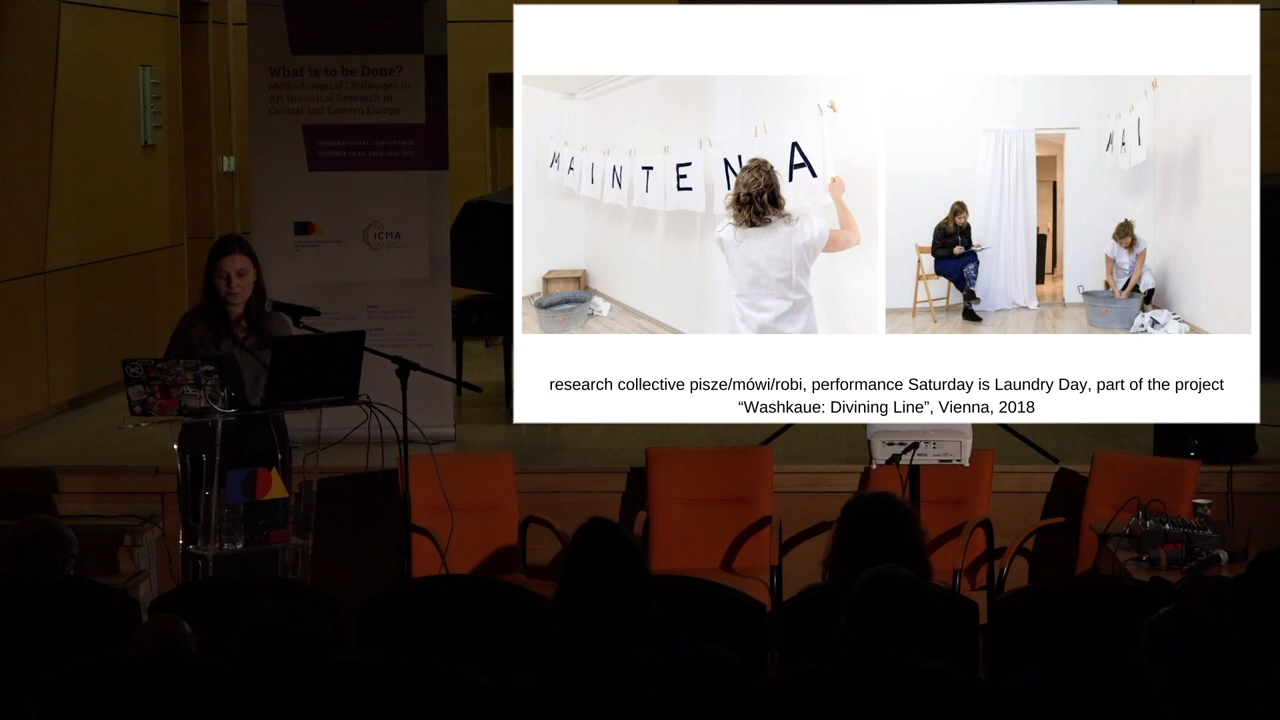 What is to be Done?
Methodological Challenges to
Art Historical Research in
Central and Eastern Europe
INTERNATIONAL CONFERENCE
ICMA
MAINTENA
MAI
research collective pisze/mówi/robi, performance Saturday is Laundry Day, part of the project
“Washkaue: Divining Line”, Vienna, 2018